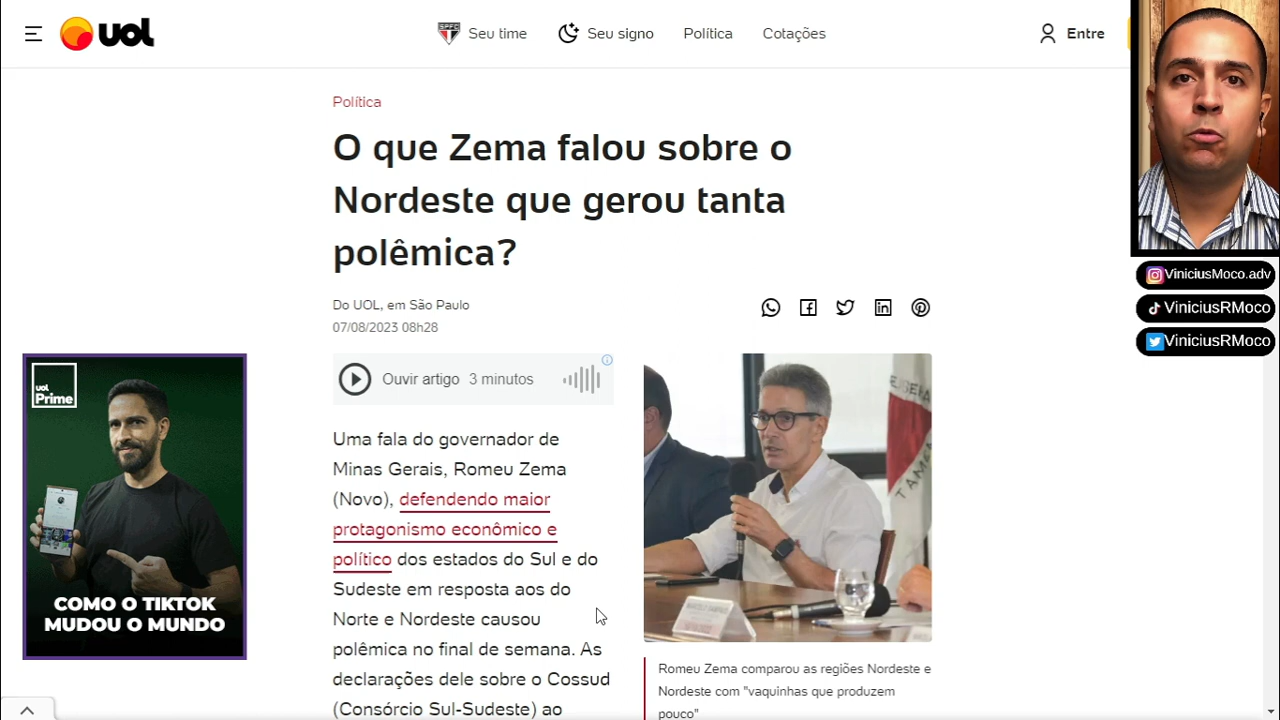 uol
SPFC
Seu time
Seu signo
Política
Cotações
Entre
Política
O que Zema falou sobre o
Nordeste que gerou tanta
polêmica?
Do UOL, em São Paulo
07/08/2023 08h28
Ouvir artigo 3 minutos
Uma fala do governador de
Minas Gerais, Romeu Zema
(Novo), defendendo maior
protagonismo econômico e
político dos estados do Sul e do
Sudeste em resposta aos do
Norte e Nordeste causou
polêmica no final de semana. As
declarações dele sobre o Cossud
(Consórcio Sul-Sudeste) ao
Romeu Zema comparou as regiões Nordeste e
Nordeste com "vaquinhas que produzem
pouco"
uol
Prime
COMO O TIKTOK
MUDOU O MUNDO
ViniciusMoco.adv
ViniciusRMoco
ViniciusRMoco